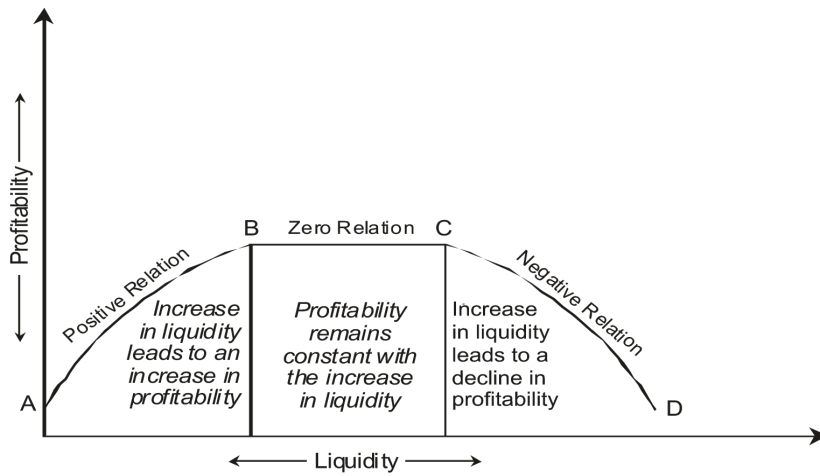 B
Zero Relation
C
Profitability
Positive Relation
Negative Relation
Increase
in liquidity
leads to an
increase in
profitability
Profitability
remains
constant with
the increase
in liquidity
Increase
in liquidity
leads to a
decline in
profitability
A
D
Liquidity